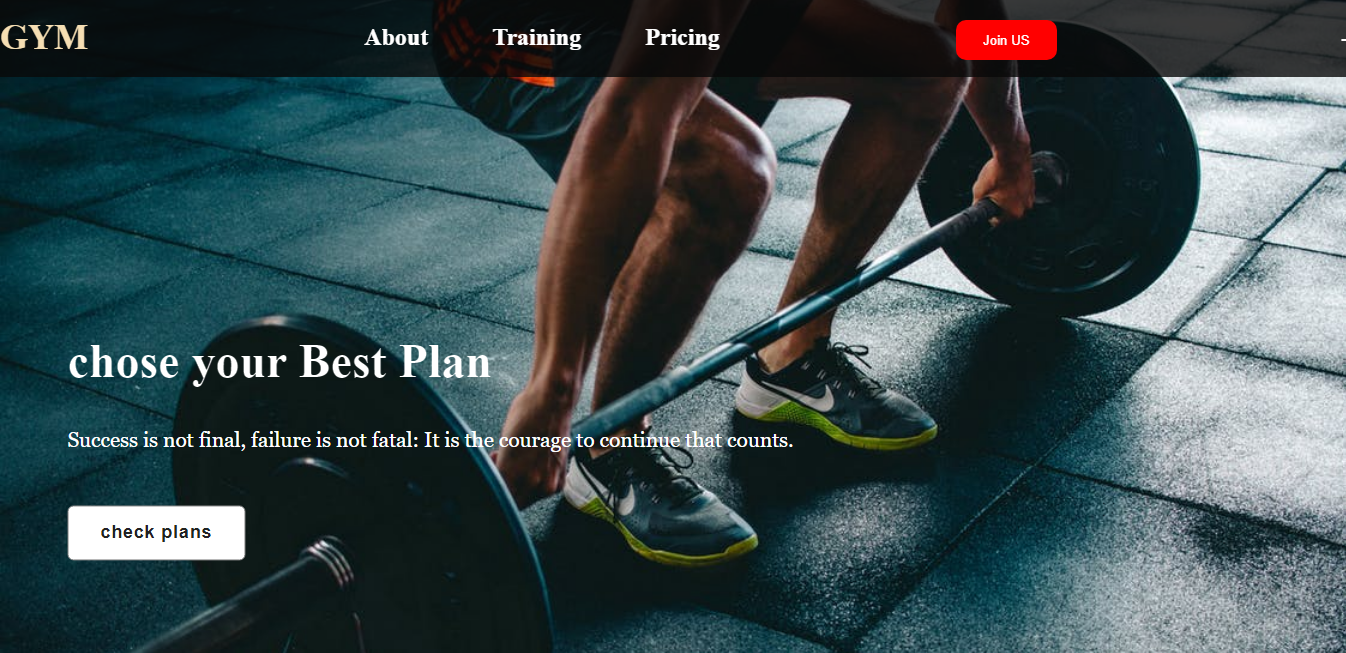 GYM About Training Pricing Join US
chose your Best Plan
Success is not final, failure is not fatal: It is the courage to continue that counts.
check plans